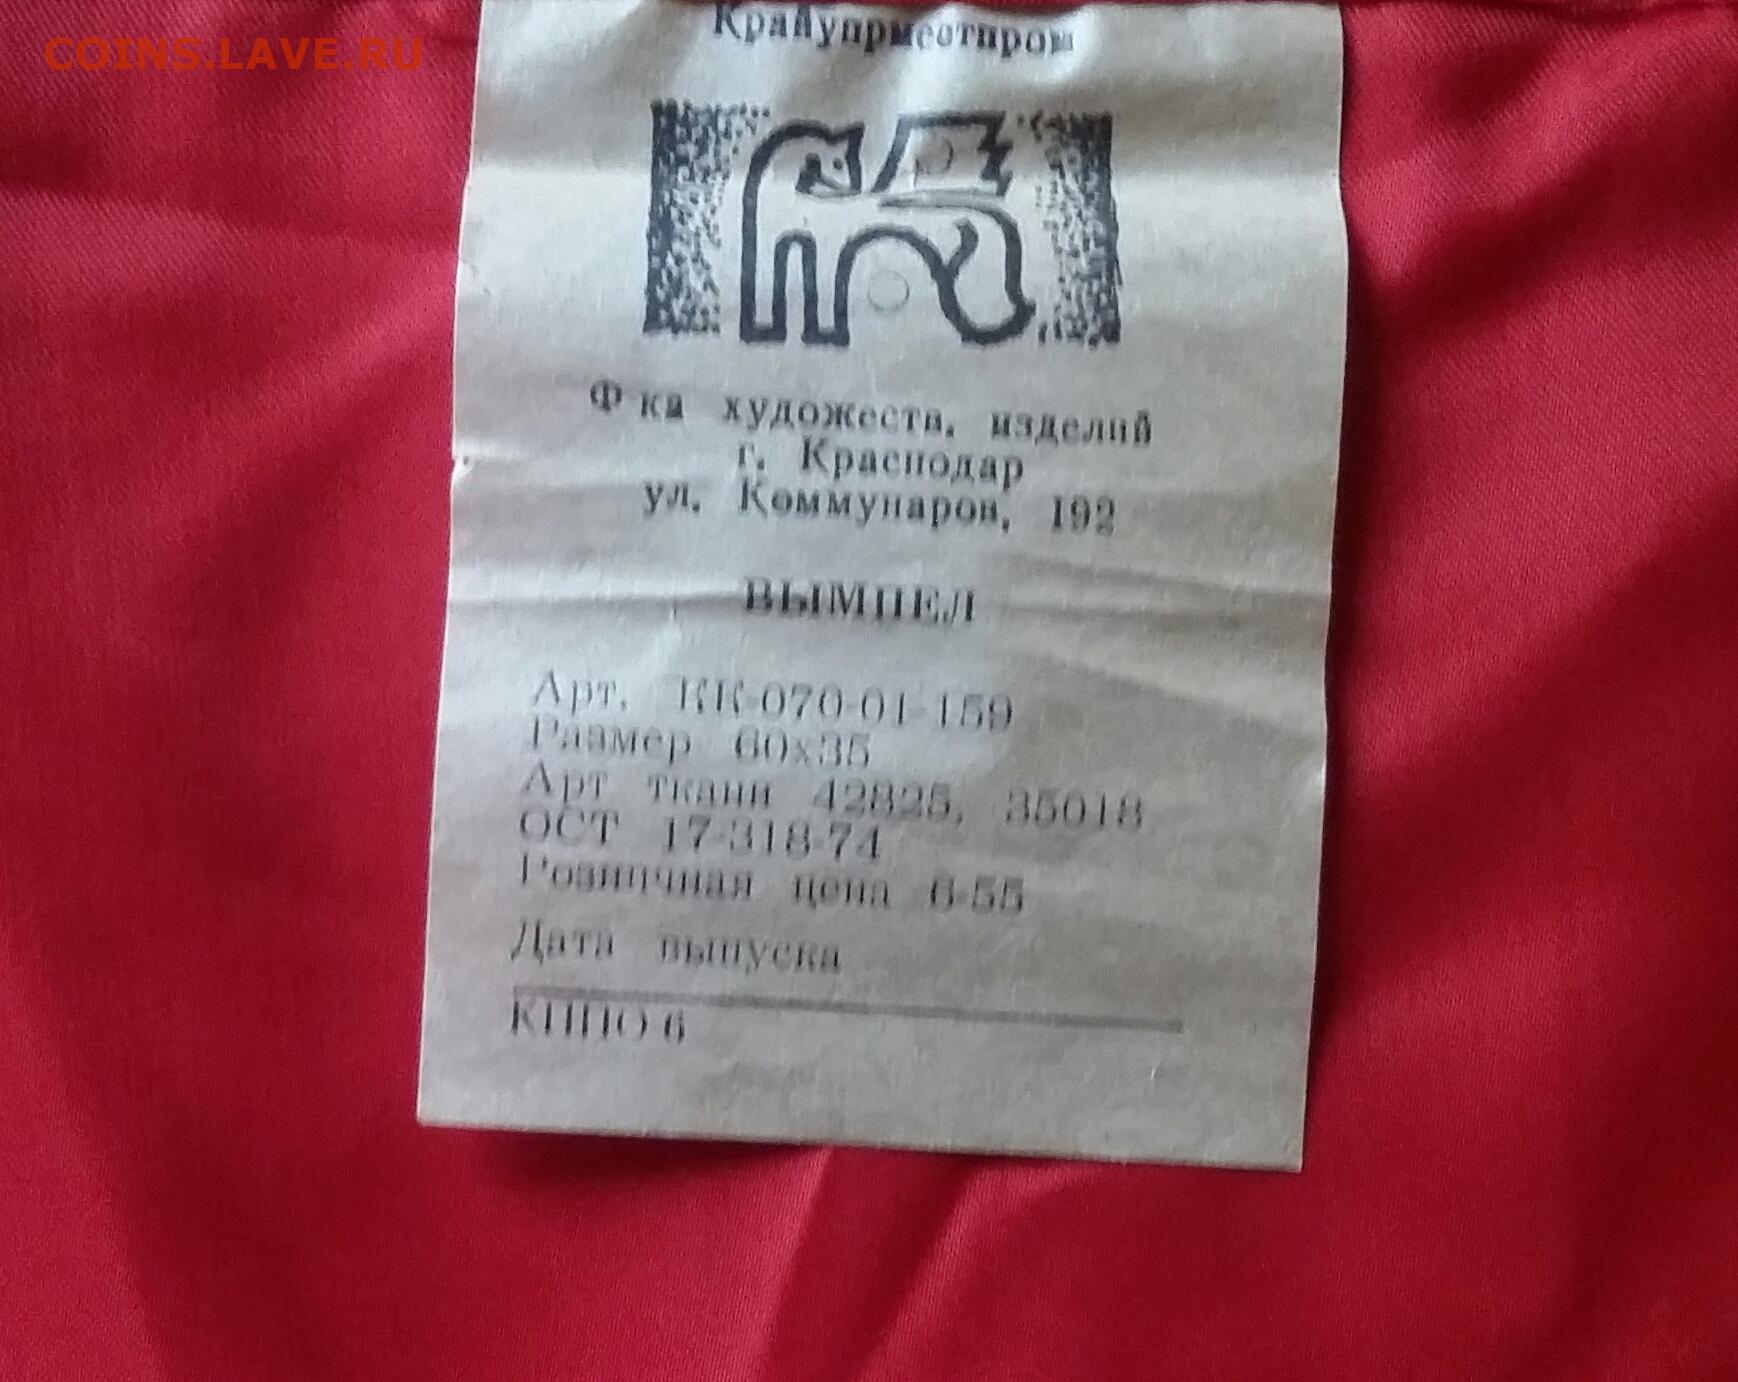 COINS.LAVE.RU
Крайупрместпром
Ф ка художеств. изделий
г. Краснодар
ул. Коммунаров, 192
ВЫМПЕЛ
Арт. КК-070-01-159
Размер 60х35
Арт ткани 42825, 35018
ОСТ 17-318-74
Розничная цена 6-55
Дата выпуска
КППО 6